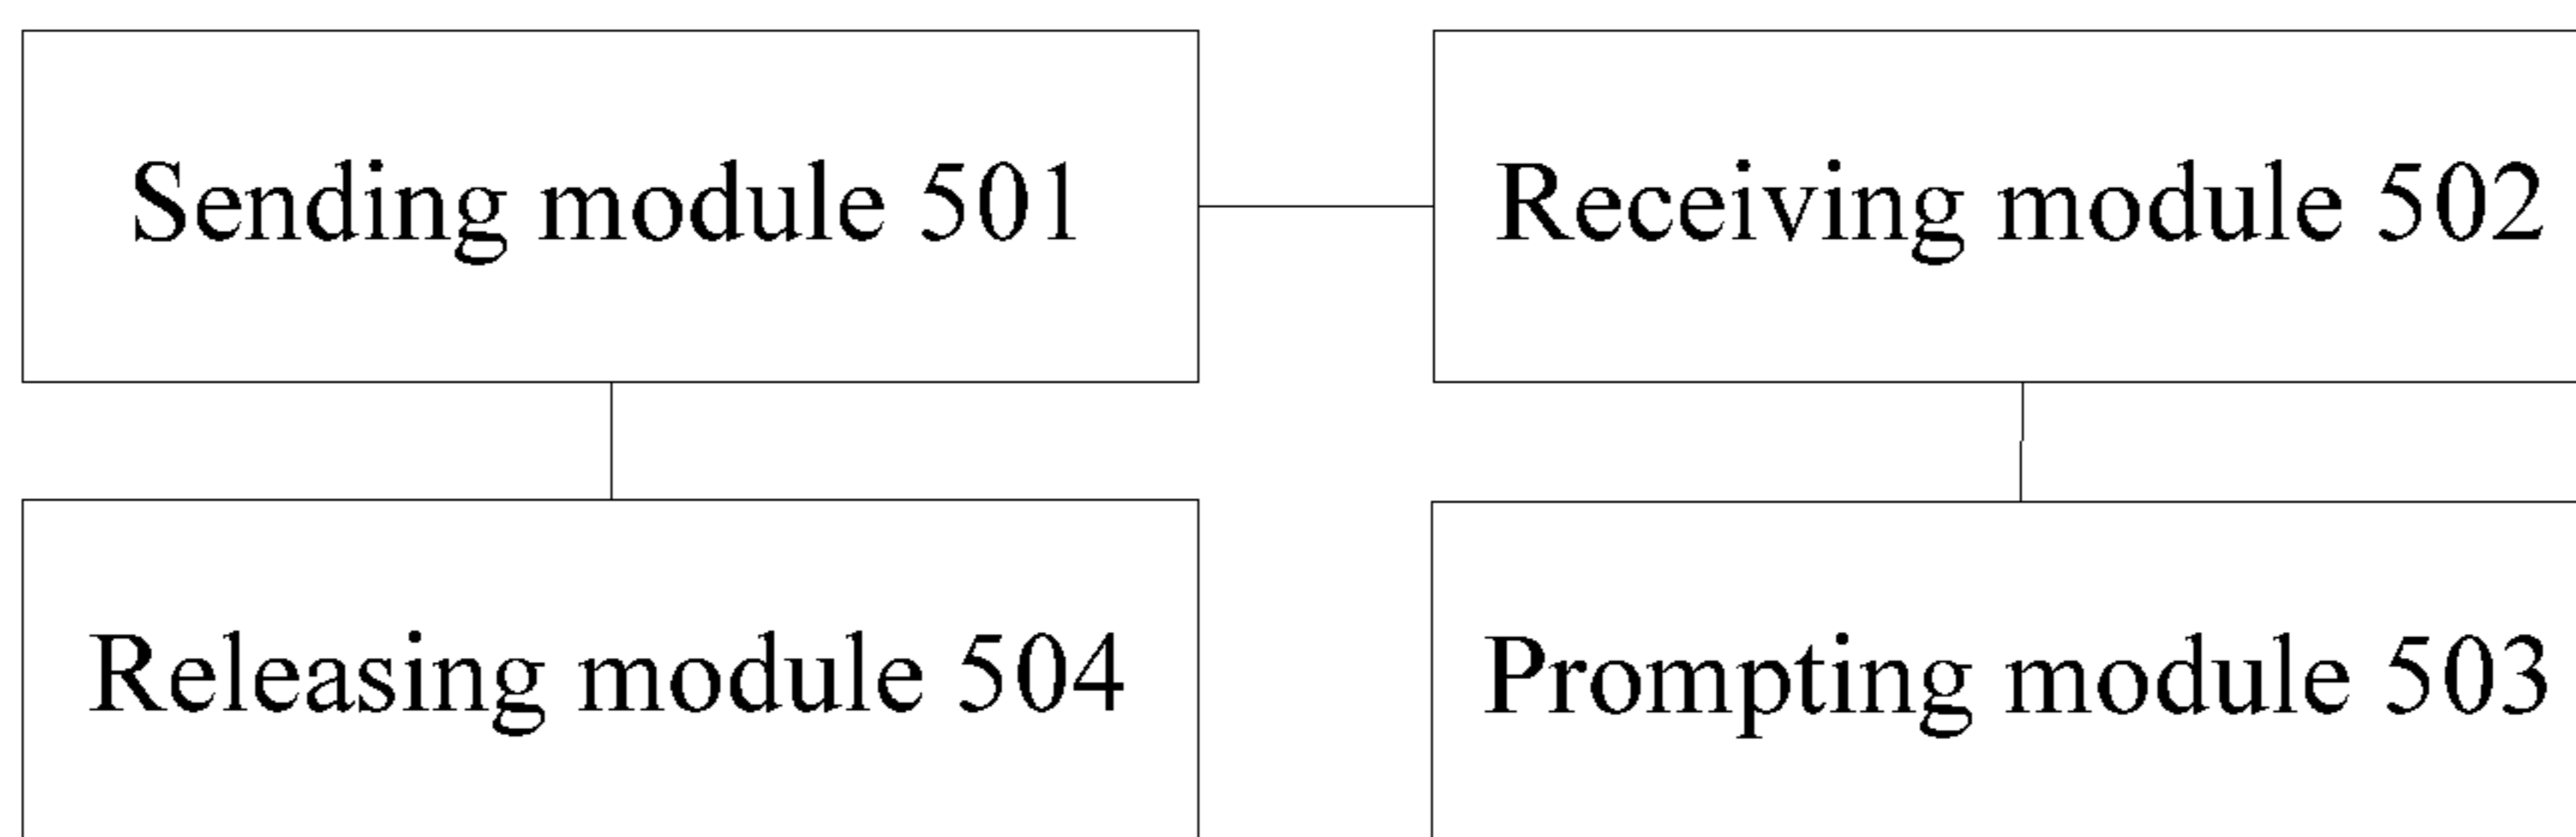 Sending module 501
Receiving module 502
Releasing module 504
Prompting module 503